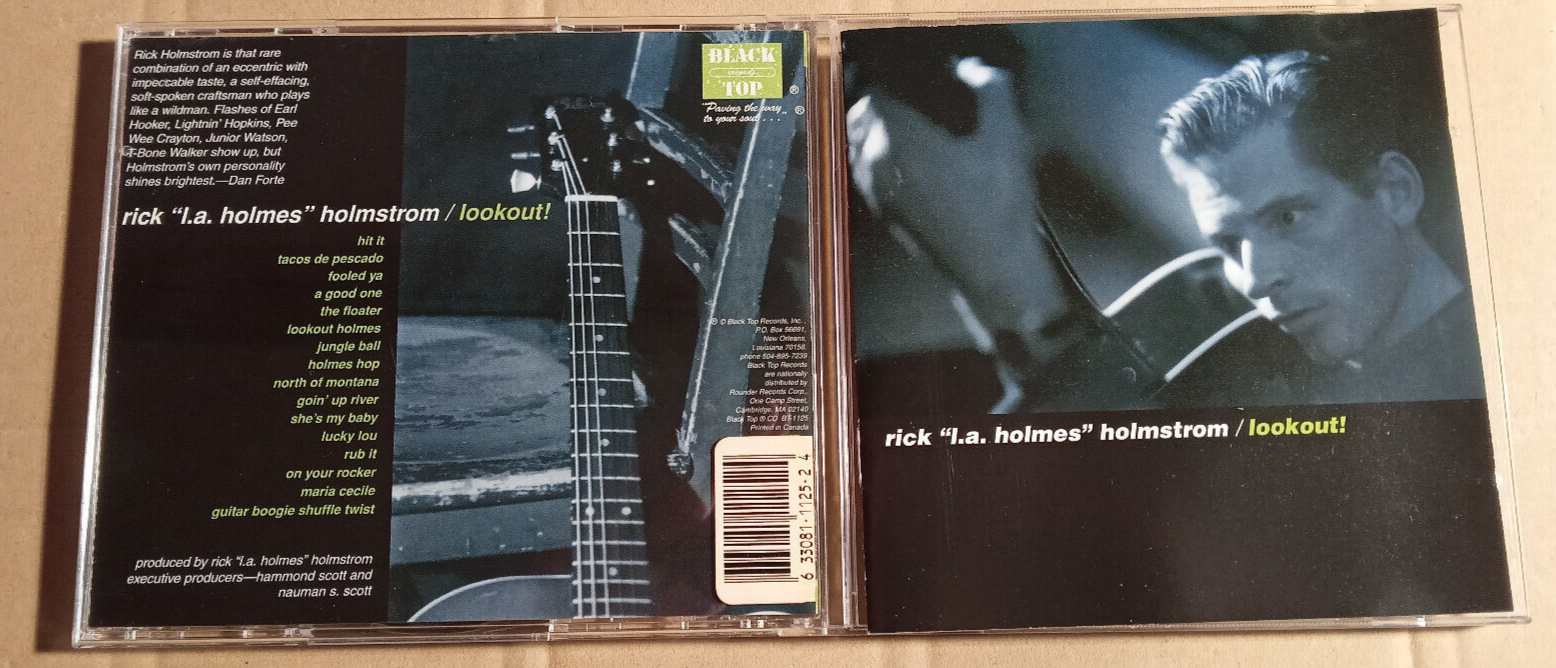 Rick Holmstrom is that rare
combination of an eccentric with
impeccable taste, a self-effacing,
soft-spoken craftsman who plays
like a wildman. Flashes of Earl
Hooker, Lightnin' Hopkins, Pee
Wee Crayton, Junior Watson,
T-Bone Walker show up, but
Holmstrom's own personality
shines brightest.—Dan Forte
rick "l.a. holmes" holmstrom / lookout!
hit it
tacos de pescado
fooled ya
a good one
the floater
lookout holmes
jungle ball
holmes hop
north of montana
goin' up river
she's my baby
lucky lou
rub it
on your rocker
maria cecile
guitar boogie shuffle twist
produced by rick "l.a. holmes" holmstrom
executive producers—hammond scott and
nauman s. scott
BLACK
records
TOP
®
"Paving the way
to your soul . . ." ®
℗ © Black Top Records, Inc.,
P.O. Box 56691,
New Orleans,
Louisiana 70156,
phone 504-895-7239
Black Top Records
are nationally
distributed by
Rounder Records Corp.,
One Camp Street,
Cambridge, MA 02140
Black Top ® CD BT-1125
Printed in Canada
6 33081-1125-2 4
rick "l.a. holmes" holmstrom / lookout!